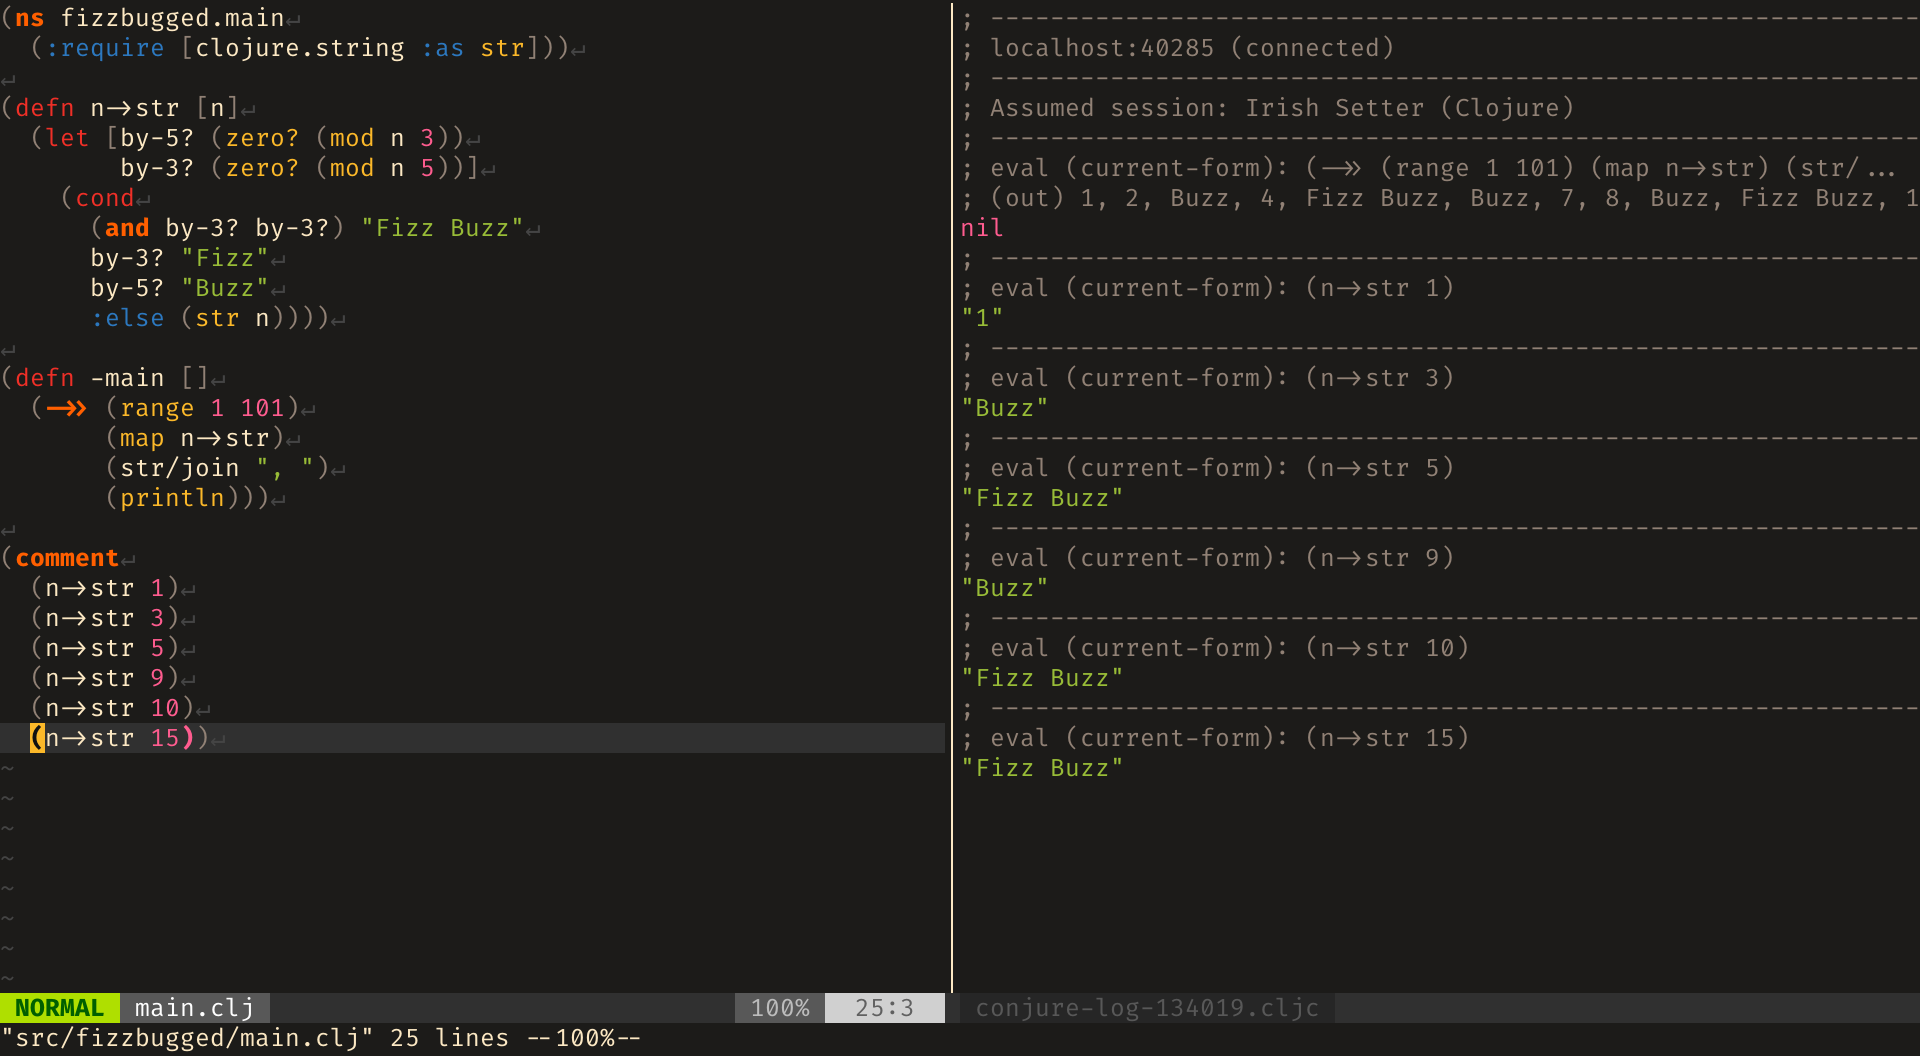 (ns fizzbugged.main↵
  (:require [clojure.string :as str]))↵
↵
(defn n->str [n]↵
  (let [by-5? (zero? (mod n 3))↵
        by-3? (zero? (mod n 5))]↵
    (cond↵
      (and by-3? by-3?) "Fizz Buzz"↵
      by-3? "Fizz"↵
      by-5? "Buzz"↵
      :else (str n))))↵
↵
(defn -main []↵
  (->> (range 1 101)↵
       (map n->str)↵
       (str/join ", ")↵
       (println)))↵
↵
(comment↵
  (n->str 1)↵
  (n->str 3)↵
  (n->str 5)↵
  (n->str 9)↵
  (n->str 10)↵
  (n->str 15))↵
~
~
~
~
~
~
~
~
NORMAL main.clj 100% 25:3
"src/fizzbugged/main.clj" 25 lines --100%--
; --------------------------------------------------------------
; localhost:40285 (connected)
; --------------------------------------------------------------
; Assumed session: Irish Setter (Clojure)
; --------------------------------------------------------------
; eval (current-form): (->> (range 1 101) (map n->str) (str/...
; (out) 1, 2, Buzz, 4, Fizz Buzz, Buzz, 7, 8, Buzz, Fizz Buzz, 1
nil
; --------------------------------------------------------------
; eval (current-form): (n->str 1)
"1"
; --------------------------------------------------------------
; eval (current-form): (n->str 3)
"Buzz"
; --------------------------------------------------------------
; eval (current-form): (n->str 5)
"Fizz Buzz"
; --------------------------------------------------------------
; eval (current-form): (n->str 9)
"Buzz"
; --------------------------------------------------------------
; eval (current-form): (n->str 10)
"Fizz Buzz"
; --------------------------------------------------------------
; eval (current-form): (n->str 15)
"Fizz Buzz"
conjure-log-134019.cljc